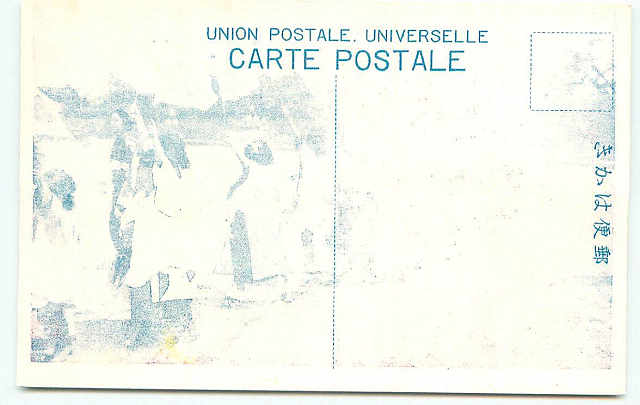 UNION POSTALE. UNIVERSELLE
CARTE POSTALE
郵便はかき